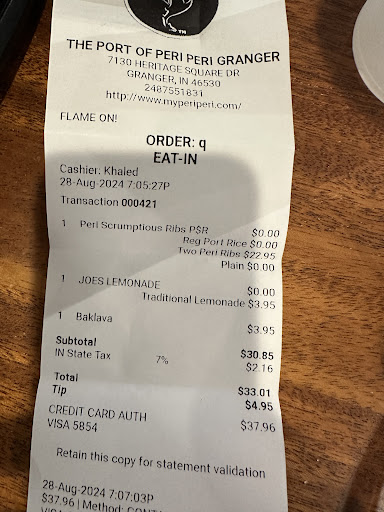 TM
THE PORT OF PERI PERI GRANGER
7130 HERITAGE SQUARE DR
GRANGER, IN 46530
2487551831
http://www.myperiperi.com/
FLAME ON!
ORDER: q
EAT-IN
Cashier: Khaled
28-Aug-2024 7:05:27P
Transaction 000421
1 Peri Scrumptious Ribs P$R $0.00
Reg Port Rice $0.00
Two Peri Ribs $22.95
Plain $0.00
1 JOES LEMONADE $0.00
Traditional Lemonade $3.95
1 Baklava $3.95
Subtotal $30.85
IN State Tax 7% $2.16
Total $33.01
Tip $4.95
CREDIT CARD AUTH $37.96
VISA 5854
Retain this copy for statement validation
28-Aug-2024 7:07:03P
$37.96 | Method: